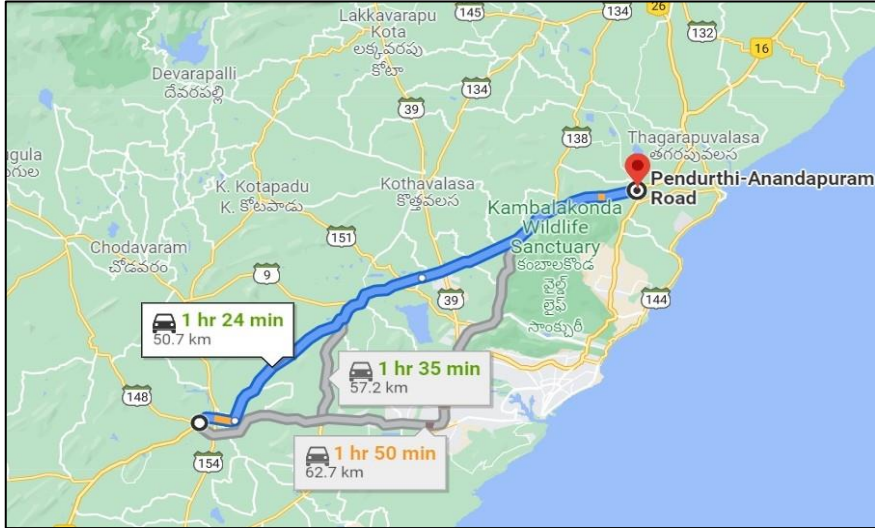 Lakkavarapu
Kota
లక్కవరపు
కోటా
145
134
26
132
16
Devarapalli
దేవరపల్లి
39
134
138
Thagarapuvalasa
తగరపువలస
Pendurthi-Anandapuram
Road
K. Kotapadu
K. కోటపాడు
Kothavalasa
కొత్తవలస
Kambalakonda
Wildlife
Sanctuary
కంబాలకొండ
వైల్డ్
లైఫ్
సాంక్చురీ
Chodavaram
చోడవరం
151
9
39
144
1 hr 24 min
50.7 km
1 hr 35 min
57.2 km
148
1 hr 50 min
62.7 km
154